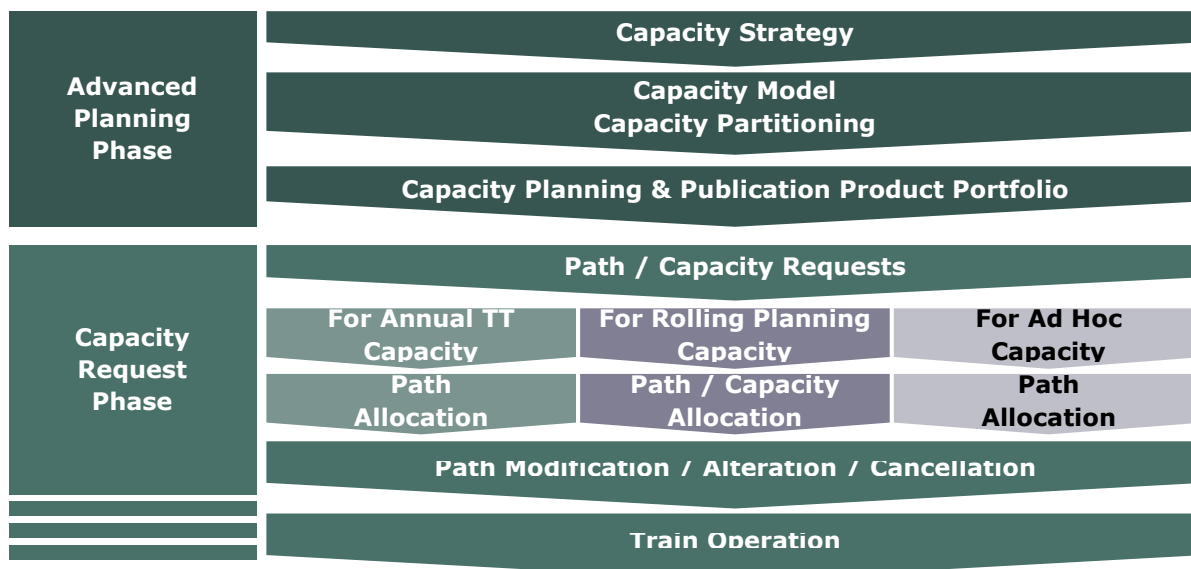 Advanced
Planning
Phase
Capacity Strategy
Capacity Model
Capacity Partitioning
Capacity Planning & Publication Product Portfolio
Capacity
Request
Phase
Path / Capacity Requests
For Annual TT
Capacity
For Rolling Planning
Capacity
For Ad Hoc
Capacity
Path
Allocation
Path / Capacity
Allocation
Path
Allocation
Path Modification / Alteration / Cancellation
Train Operation